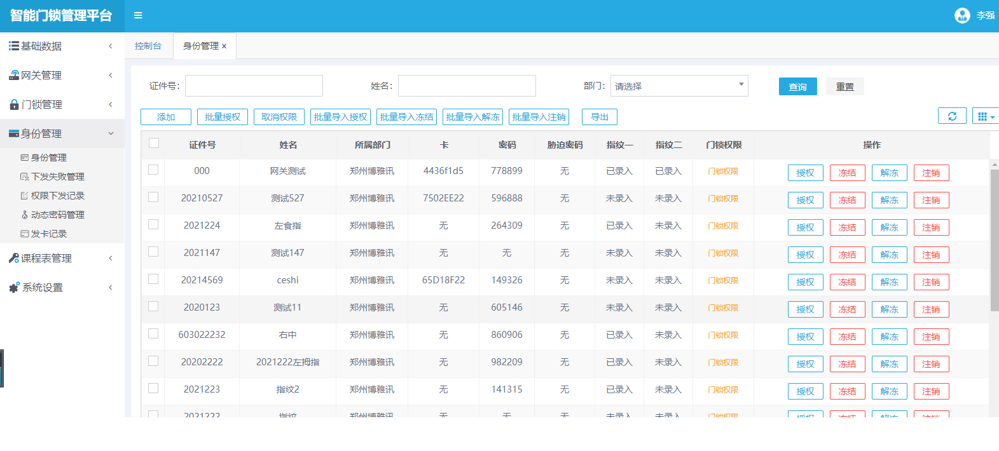 智能门锁管理平台
李强
基础数据
网关管理
门锁管理
身份管理
身份管理
下发失败管理
权限下发记录
动态密码管理
发卡记录
课程表管理
系统设置
控制台 身份管理 x
证件号： 姓名： 部门： 请选择 查询 重置
添加 批量授权 取消权限 批量导入授权 批量导入冻结 批量导入解冻 批量导入注销 导出
证件号 姓名 所属部门 卡 密码 胁迫密码 指纹一 指纹二 门锁权限 操作
000 网关测试 郑州博雅讯 4436f1d5 778899 无 已录入 已录入 门锁权限 授权 冻结 解冻 注销
20210527 测试527 郑州博雅讯 7502EE22 596888 无 未录入 未录入 门锁权限 授权 冻结 解冻 注销
2021224 左食指 郑州博雅讯 无 264309 无 已录入 未录入 门锁权限 授权 冻结 解冻 注销
2021147 测试147 郑州博雅讯 无 无 无 未录入 未录入 门锁权限 授权 冻结 解冻 注销
20214569 ceshi 郑州博雅讯 65D18F22 149326 无 未录入 未录入 门锁权限 授权 冻结 解冻 注销
2020123 测试11 郑州博雅讯 无 605146 无 未录入 未录入 门锁权限 授权 冻结 解冻 注销
603022232 右中 郑州博雅讯 无 860906 无 已录入 未录入 门锁权限 授权 冻结 解冻 注销
20202222 2021222左拇指 郑州博雅讯 无 982209 无 已录入 未录入 门锁权限 授权 冻结 解冻 注销
2021223 指纹2 郑州博雅讯 无 141315 无 已录入 未录入 门锁权限 授权 冻结 解冻 注销
2021222 指纹 郑州博雅讯 无 无 无 未录入 未录入 门锁权限 授权 冻结 解冻 注销